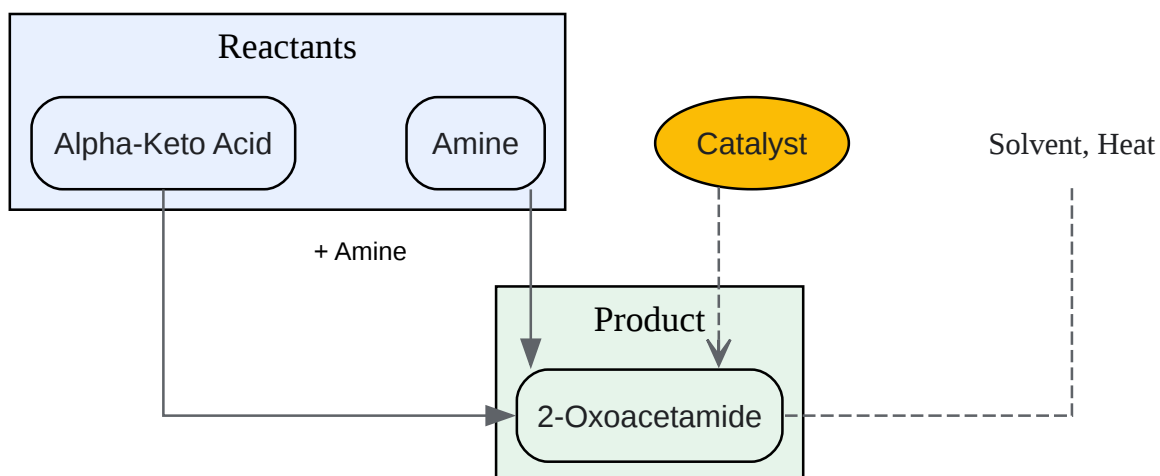 Reactants
Alpha-Keto Acid
Amine
Catalyst
Solvent, Heat
+ Amine
Product
2-Oxoacetamide